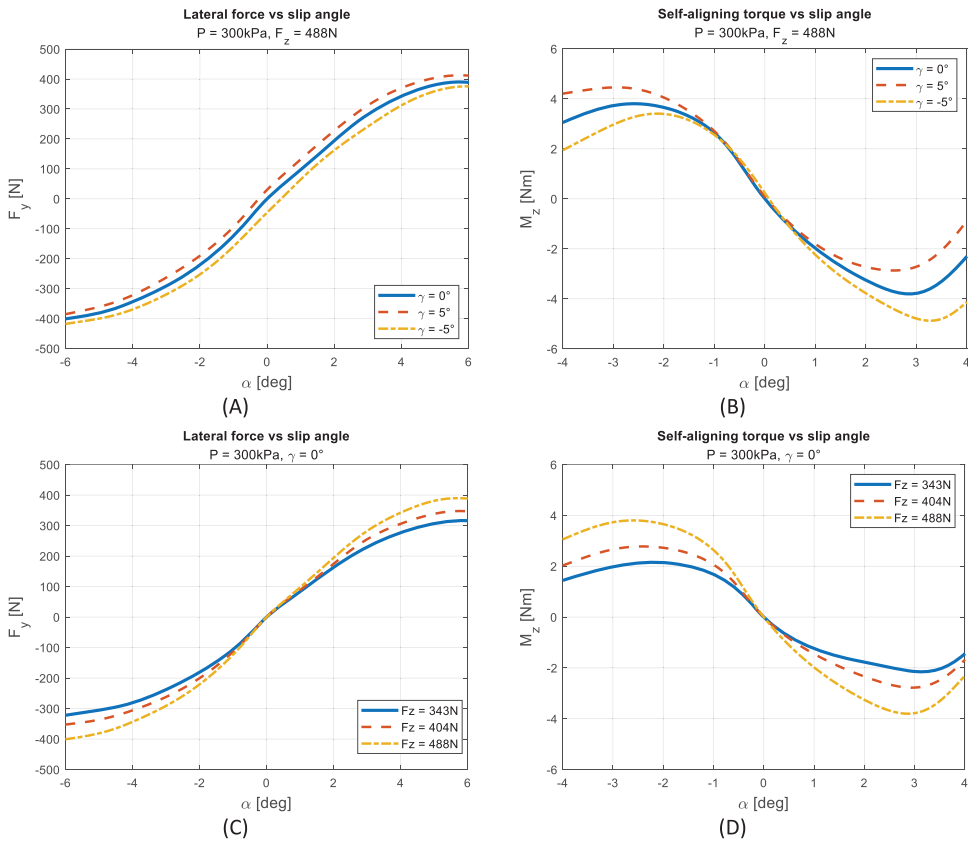 Lateral force vs slip angle
P = 300kPa, F_z = 488N
500
400
300
200
100
0
-100
-200
-300
-400
-500
F_y [N]
-6
-4
-2
0
2
4
6
α [deg]
γ = 0°
γ = 5°
γ = -5°
(A)
Self-aligning torque vs slip angle
P = 300kPa, F_z = 488N
6
4
2
0
-2
-4
-6
M_z [Nm]
-4
-3
-2
-1
0
1
2
3
4
α [deg]
γ = 0°
γ = 5°
γ = -5°
(B)
Lateral force vs slip angle
P = 300kPa, γ = 0°
500
400
300
200
100
0
-100
-200
-300
-400
-500
F_y [N]
-6
-4
-2
0
2
4
6
α [deg]
Fz = 343N
Fz = 404N
Fz = 488N
(C)
Self-aligning torque vs slip angle
P = 300kPa, γ = 0°
6
4
2
0
-2
-4
-6
M_z [Nm]
-4
-3
-2
-1
0
1
2
3
4
α [deg]
Fz = 343N
Fz = 404N
Fz = 488N
(D)